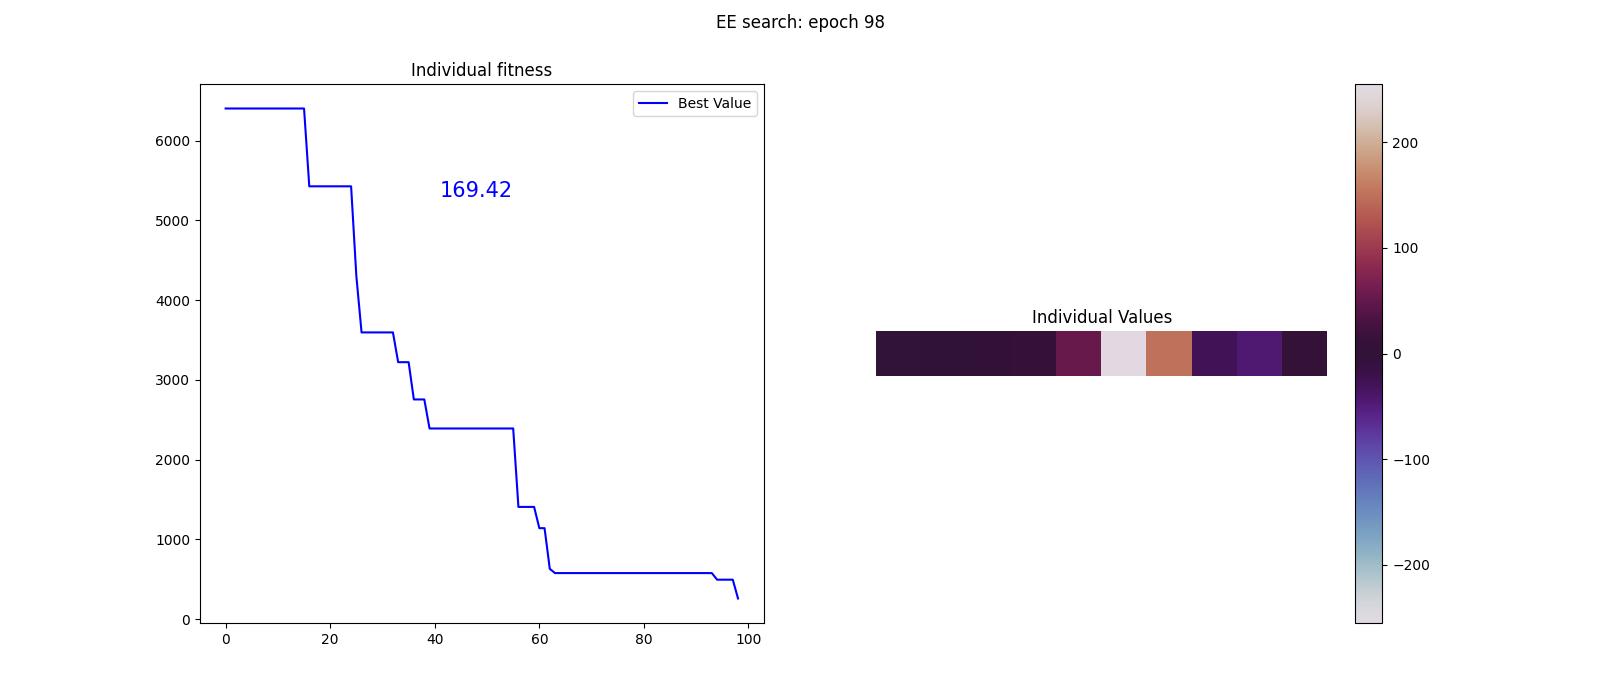 EE search: epoch 98
Individual fitness
Best Value
169.42
6000
5000
4000
3000
2000
1000
0
0 20 40 60 80 100
Individual Values
200
100
0
−100
−200